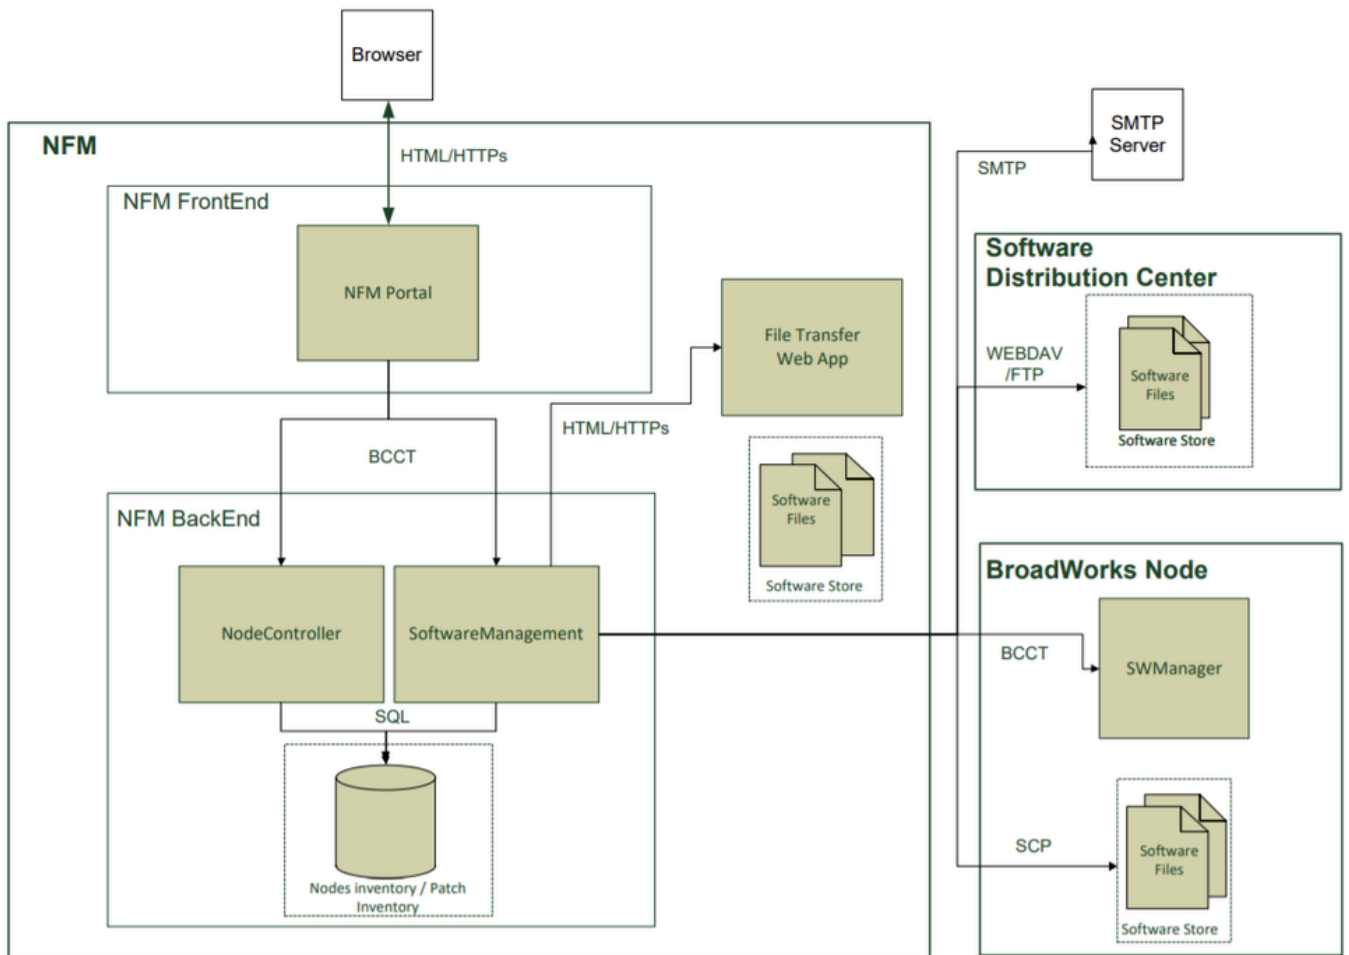 Browser
HTML/HTTPs
NFM
NFM FrontEnd
NFM Portal
BCCT
HTML/HTTPs
File Transfer
Web App
Software
Files
Software Store
NFM BackEnd
NodeController
SoftwareManagement
SQL
Nodes inventory / Patch
Inventory
SMTP
Server
SMTP
Software
Distribution Center
WEBDAV
/FTP
Software
Files
Software Store
BroadWorks Node
BCCT
SWManager
SCP
Software
Files
Software Store